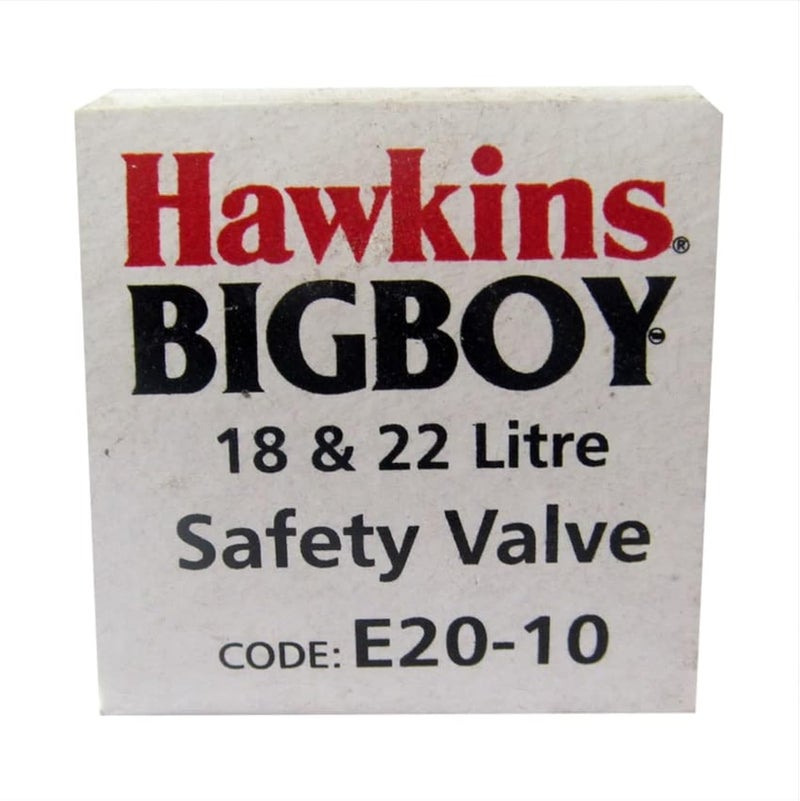 Hawkins®
BIGBOY®
18 & 22 Litre
Safety Valve
CODE: E20-10